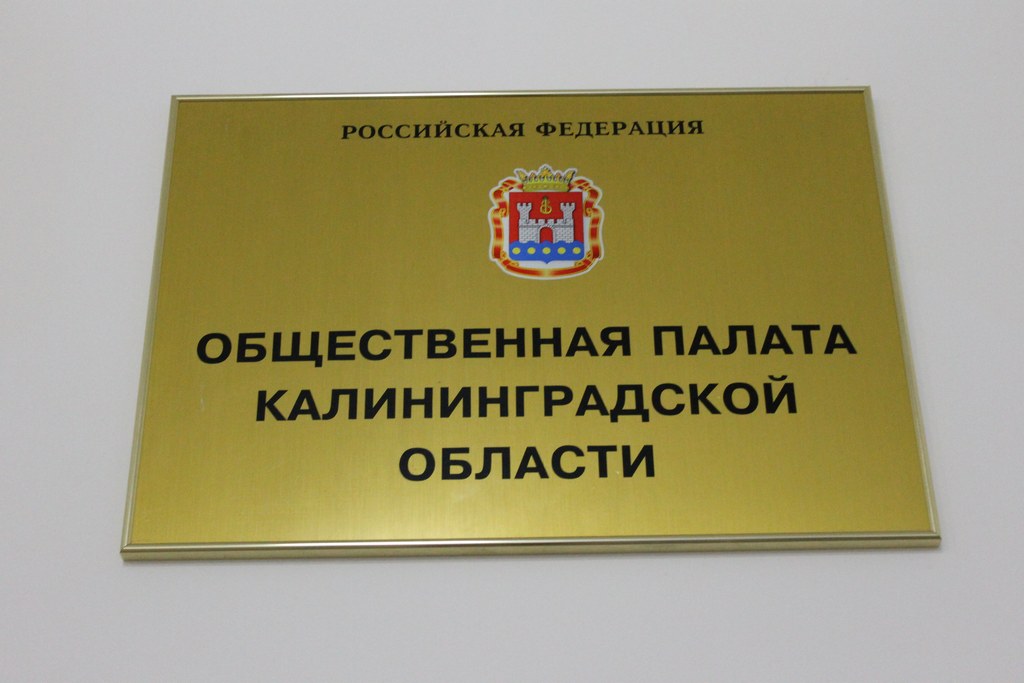 РОССИЙСКАЯ ФЕДЕРАЦИЯ
ОБЩЕСТВЕННАЯ ПАЛАТА
КАЛИНИНГРАДСКОЙ
ОБЛАСТИ